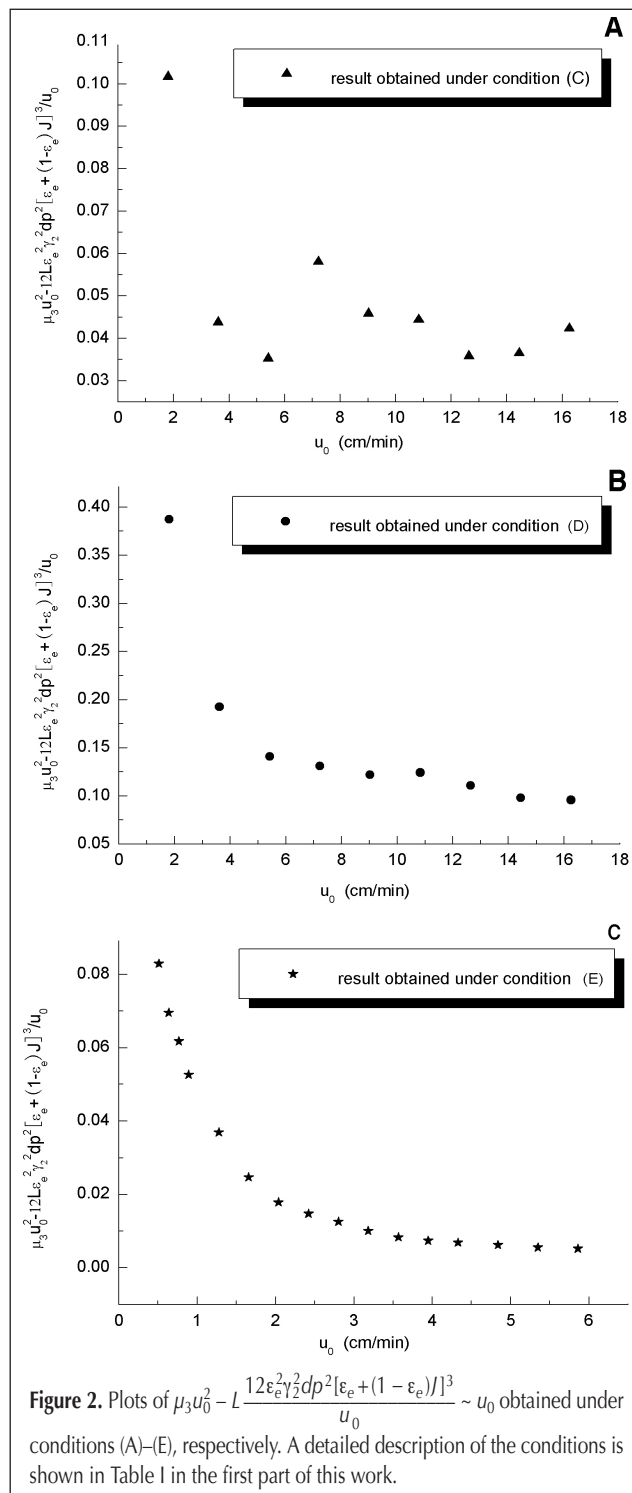 A
0.11
0.10
0.09
0.08
0.07
0.06
0.05
0.04
0.03
μ₃u₀²-12Lεₑ²γ₂²dp²[εₑ+(1-εₑ)J]³/u₀
▲ result obtained under condition (C)
0 2 4 6 8 10 12 14 16 18
u₀ (cm/min)
B
0.40
0.35
0.30
0.25
0.20
0.15
0.10
0.05
μ₃u₀²-12Lεₑ²γ₂²dp²[εₑ+(1-εₑ)J]³/u₀
● result obtained under condition (D)
0 2 4 6 8 10 12 14 16 18
u₀ (cm/min)
C
0.08
0.06
0.04
0.02
0.00
μ₃u₀²-12Lεₑ²γ₂²dp²[εₑ+(1-εₑ)J]³/u₀
★ result obtained under condition (E)
0 1 2 3 4 5 6
u₀ (cm/min)
Figure 2. Plots of μ₃u₀² – L 12εₑ²γ₂²dp²[εₑ+(1 – εₑ)J]³/u₀ ~ u₀ obtained under
conditions (A)–(E), respectively. A detailed description of the conditions is
shown in Table I in the first part of this work.